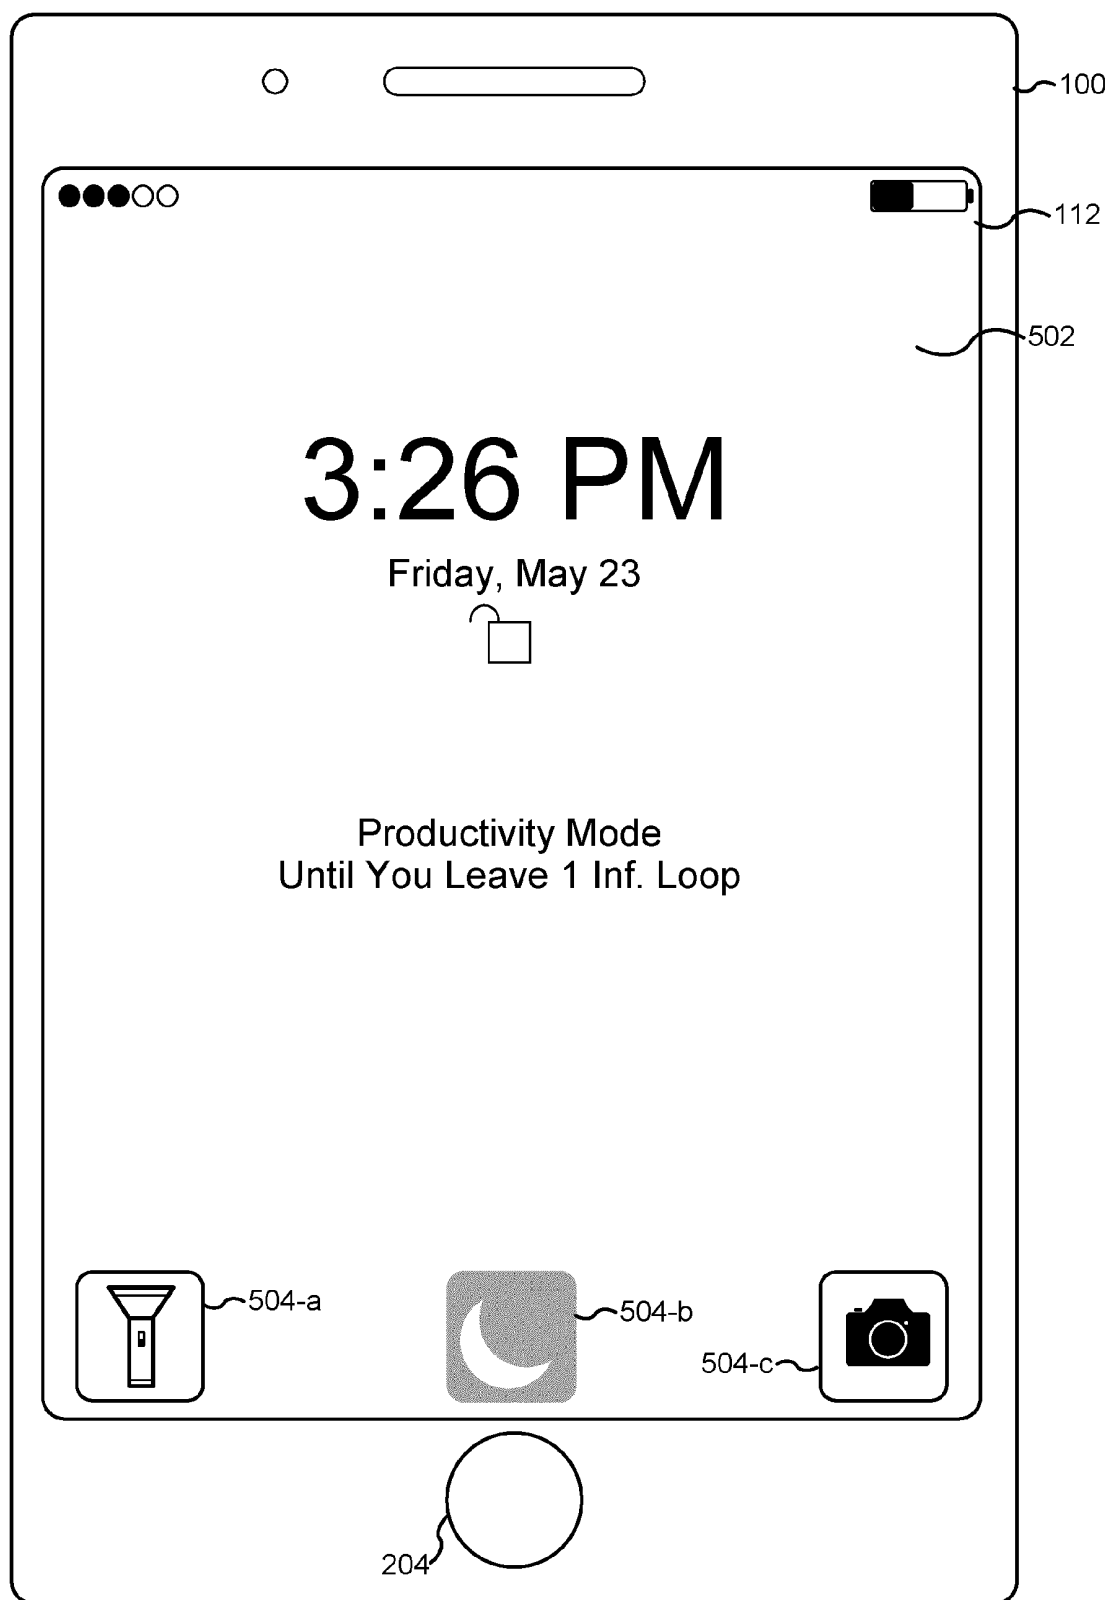 100
112
502
3:26 PM
Friday, May 23
Productivity Mode
Until You Leave 1 Inf. Loop
504-a
504-b
504-c
204